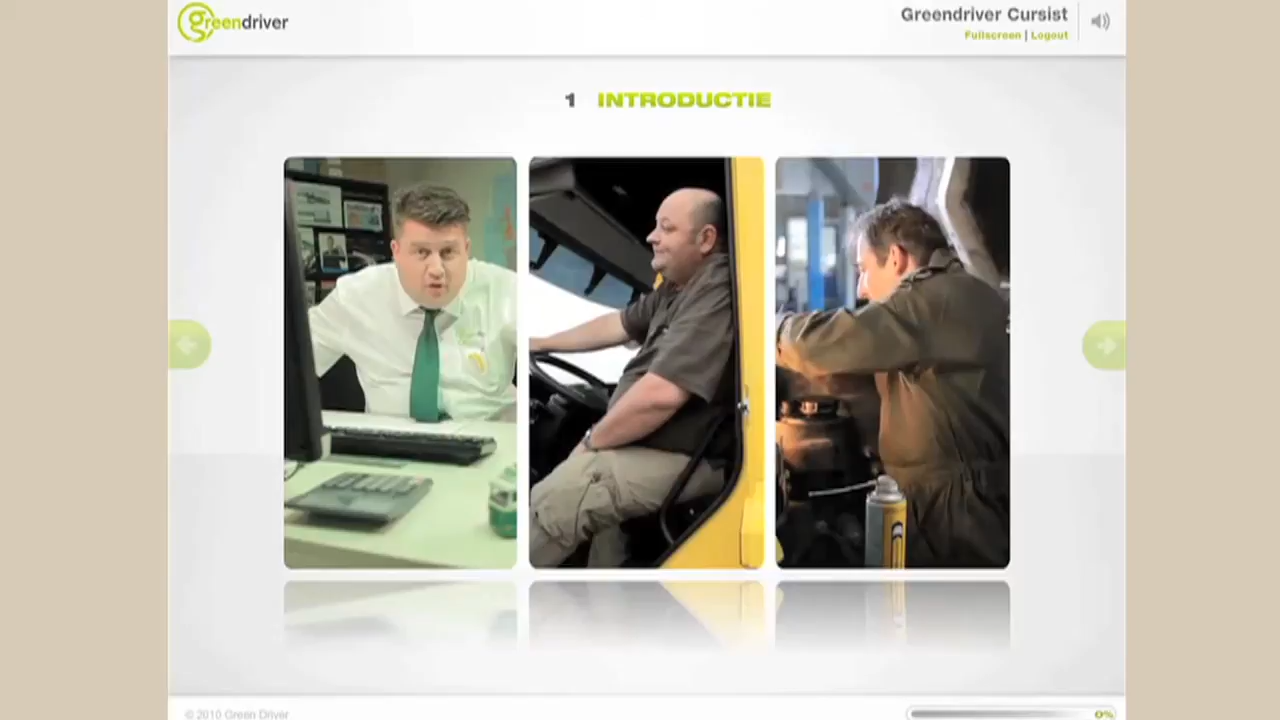 greendriver
Greendriver Cursist
Fullscreen | Logout
1 INTRODUCTIE
© 2010 Green Driver
0%